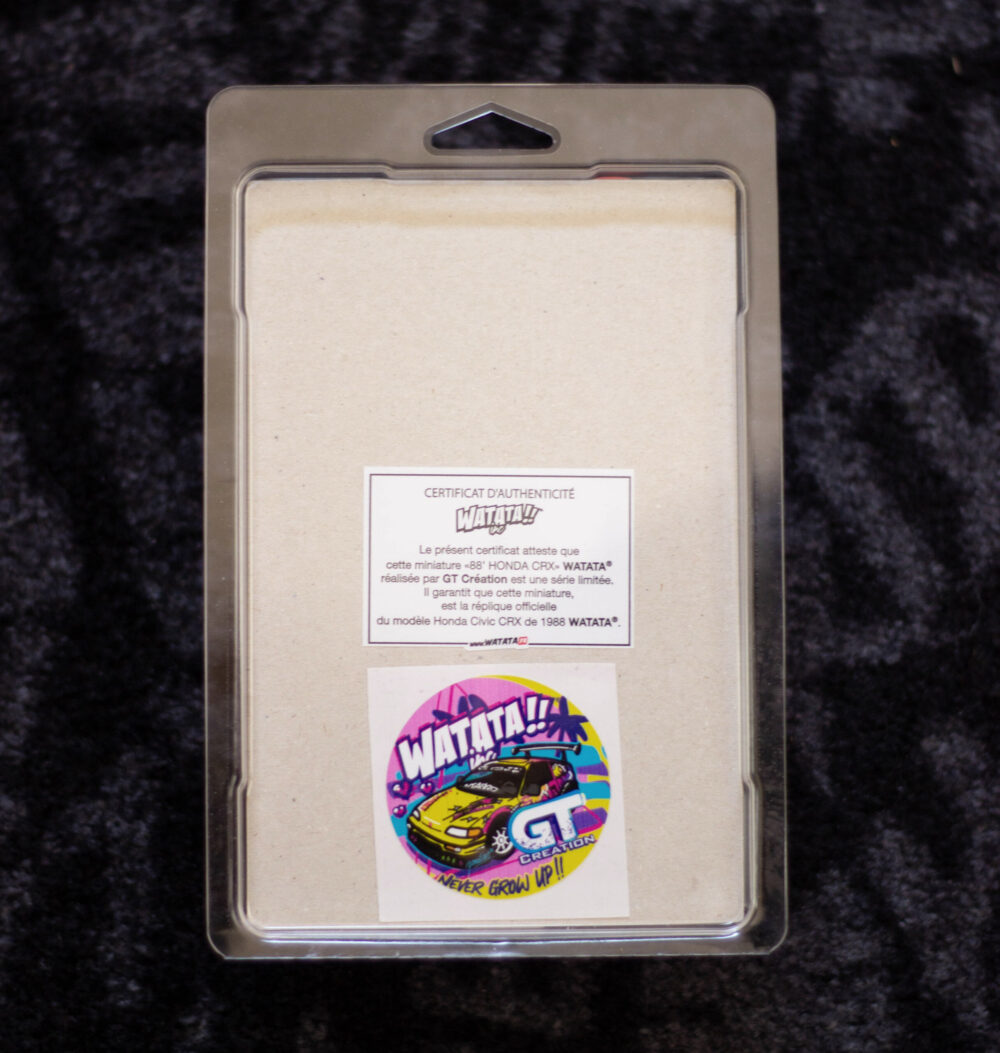 CERTIFICAT D'AUTHENTICITÉ
WATATA!!
Le présent certificat atteste que
cette miniature «88' HONDA CRX» WATATA®
réalisée par GT Création est une série limitée.
Il garantit que cette miniature,
est la réplique officielle
du modèle Honda Civic CRX de 1988 WATATA®.
www.WATATA
WATATA!!
GT
CREATION
NEVER GROW UP!!